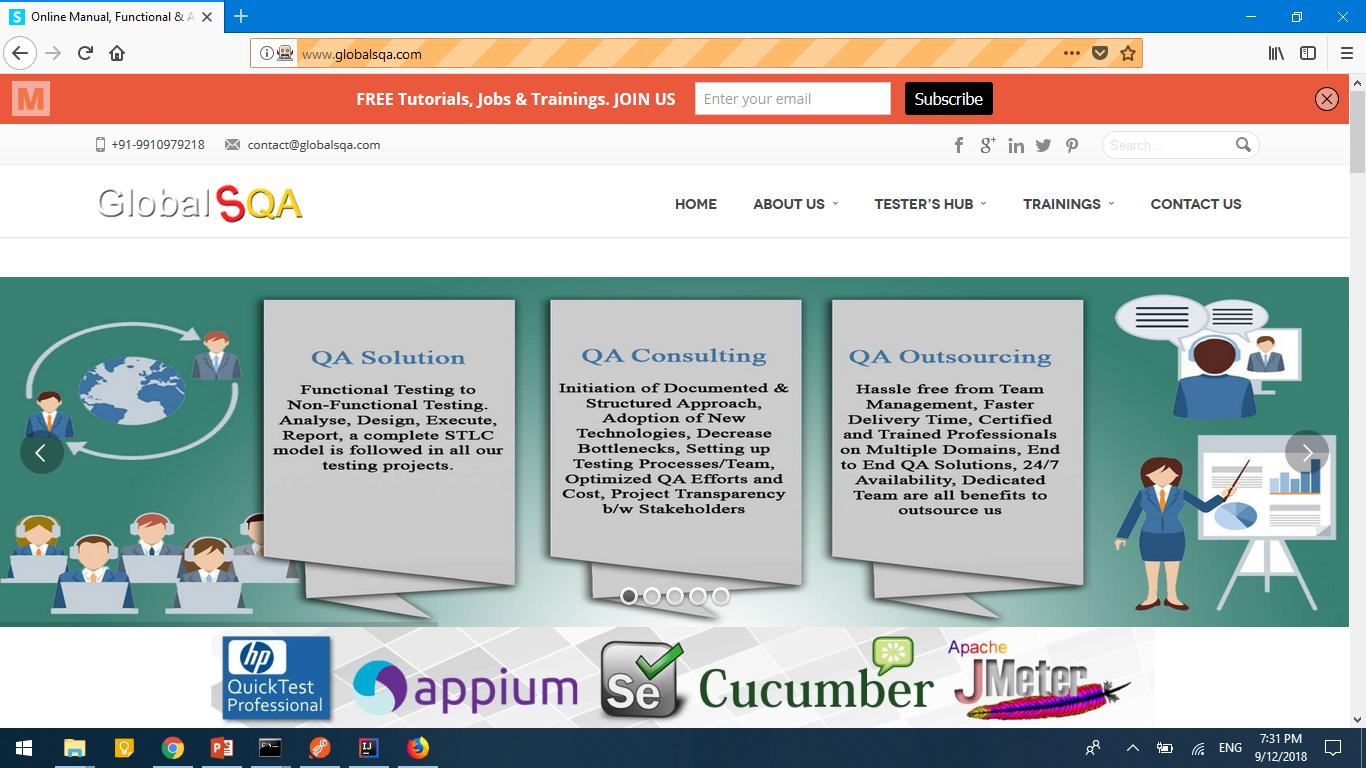 Online Manual, Functional & A
www.globalsqa.com
M
FREE Tutorials, Jobs & Trainings. JOIN US
Enter your email
Subscribe
+91-9910979218
contact@globalsqa.com
Search...
GlobalSQA
HOME
ABOUT US
TESTER'S HUB
TRAININGS
CONTACT US
QA Solution
Functional Testing to
Non-Functional Testing.
Analyse, Design, Execute,
Report, a complete STLC
model is followed in all our
testing projects.
QA Consulting
Initiation of Documented &
Structured Approach,
Adoption of New
Technologies, Decrease
Bottlenecks, Setting up
Testing Processes/Team,
Optimized QA Efforts and
Cost, Project Transparency
b/w Stakeholders
QA Outsourcing
Hassle free from Team
Management, Faster
Delivery Time, Certified
and Trained Professionals
on Multiple Domains, End
to End QA Solutions, 24/7
Availability, Dedicated
Team are all benefits to
outsource us
hp
QuickTest
Professional
appium
Se
Cucumber
Apache
JMeter
ENG
7:31 PM
9/12/2018